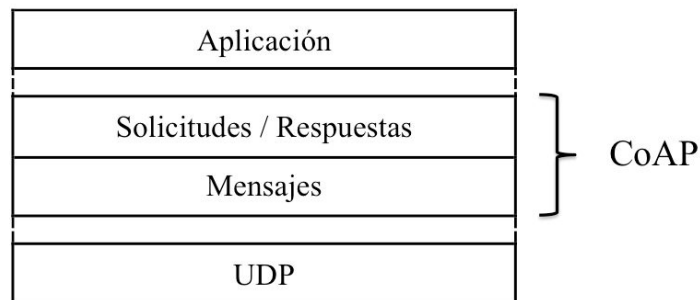 Aplicación
Solicitudes / Respuestas
CoAP
Mensajes
UDP